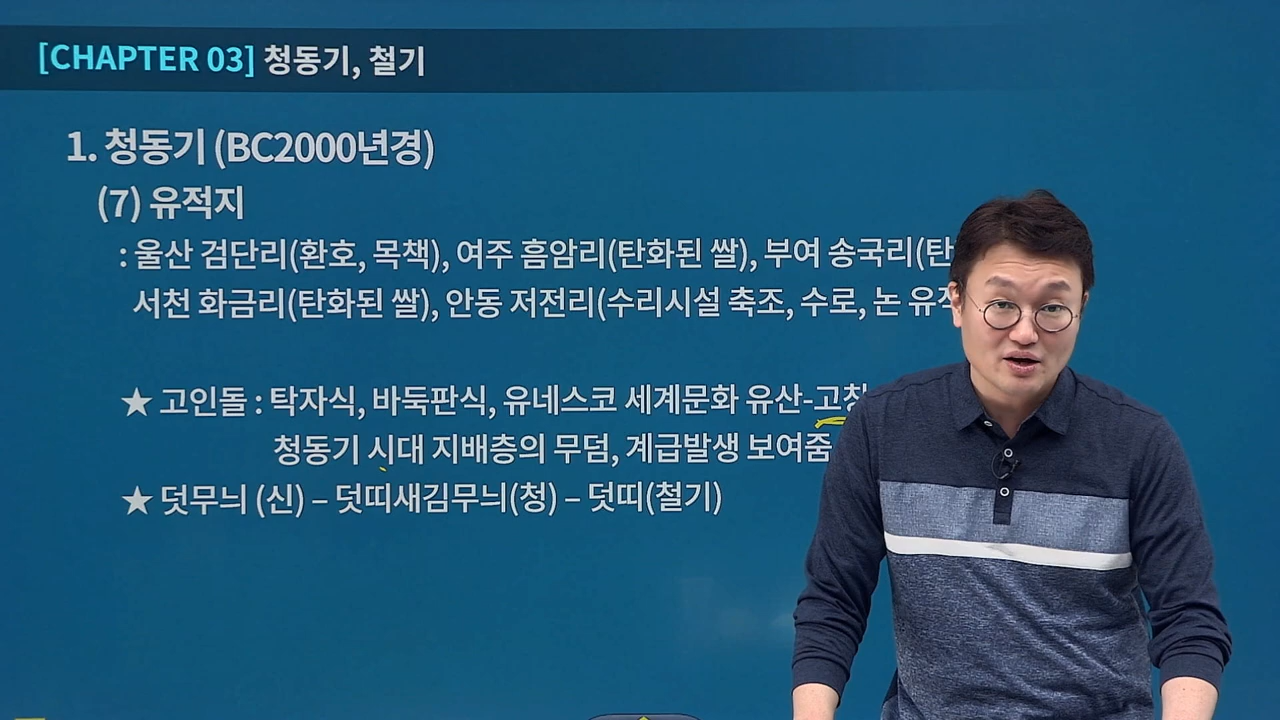 [CHAPTER 03] 청동기, 철기
1. 청동기 (BC2000년경)
(7) 유적지
: 울산 검단리(환호, 목책), 여주 흠암리(탄화된 쌀), 부여 송국리(탄
서천 화금리(탄화된 쌀), 안동 저전리(수리시설 축조, 수로, 논 유적
★ 고인돌 : 탁자식, 바둑판식, 유네스코 세계문화 유산-고창
청동기 시대 지배층의 무덤, 계급발생 보여줌
★ 덧무늬 (신) – 덧띠새김무늬(청) – 덧띠(철기)